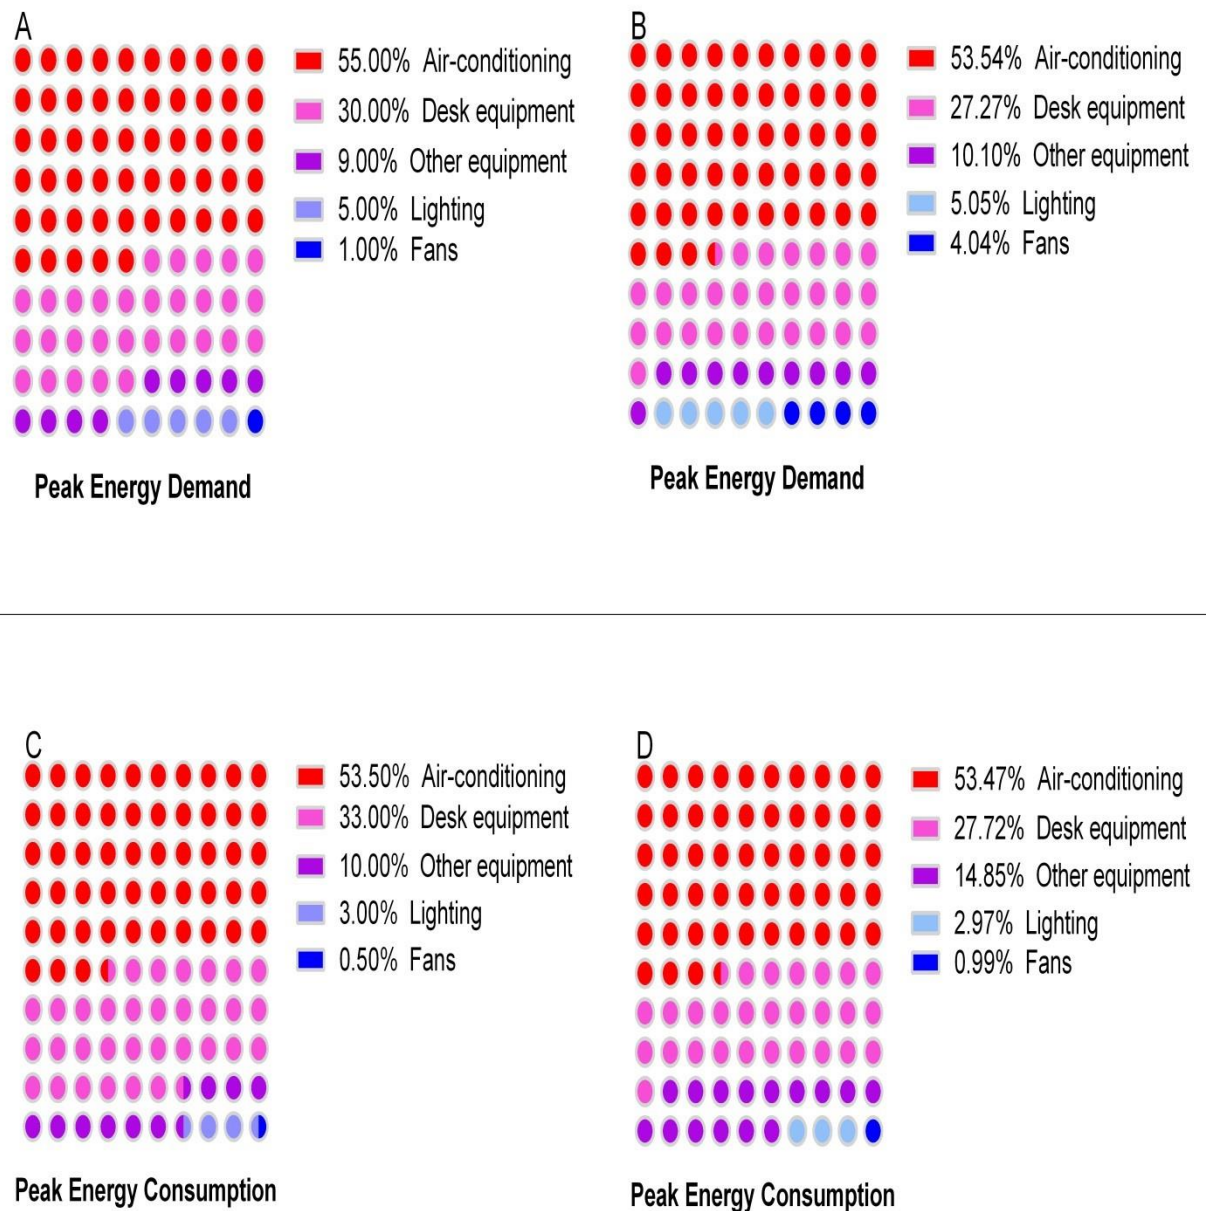 A
55.00% Air-conditioning
30.00% Desk equipment
9.00% Other equipment
5.00% Lighting
1.00% Fans
Peak Energy Demand
B
53.54% Air-conditioning
27.27% Desk equipment
10.10% Other equipment
5.05% Lighting
4.04% Fans
Peak Energy Demand
C
53.50% Air-conditioning
33.00% Desk equipment
10.00% Other equipment
3.00% Lighting
0.50% Fans
Peak Energy Consumption
D
53.47% Air-conditioning
27.72% Desk equipment
14.85% Other equipment
2.97% Lighting
0.99% Fans
Peak Energy Consumption